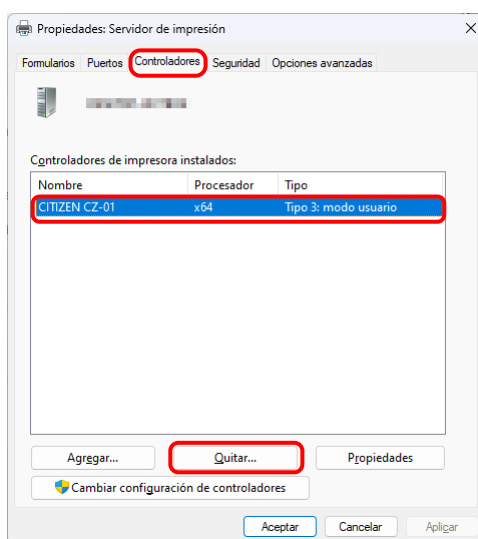 Propiedades: Servidor de impresión
Formularios Puertos Controladores Seguridad Opciones avanzadas
Controladores de impresora instalados:
Nombre Procesador Tipo
CITIZEN CZ-01 x64 Tipo 3: modo usuario
Agregar... Quitar... Propiedades
Cambiar configuración de controladores
Aceptar Cancelar Aplicar